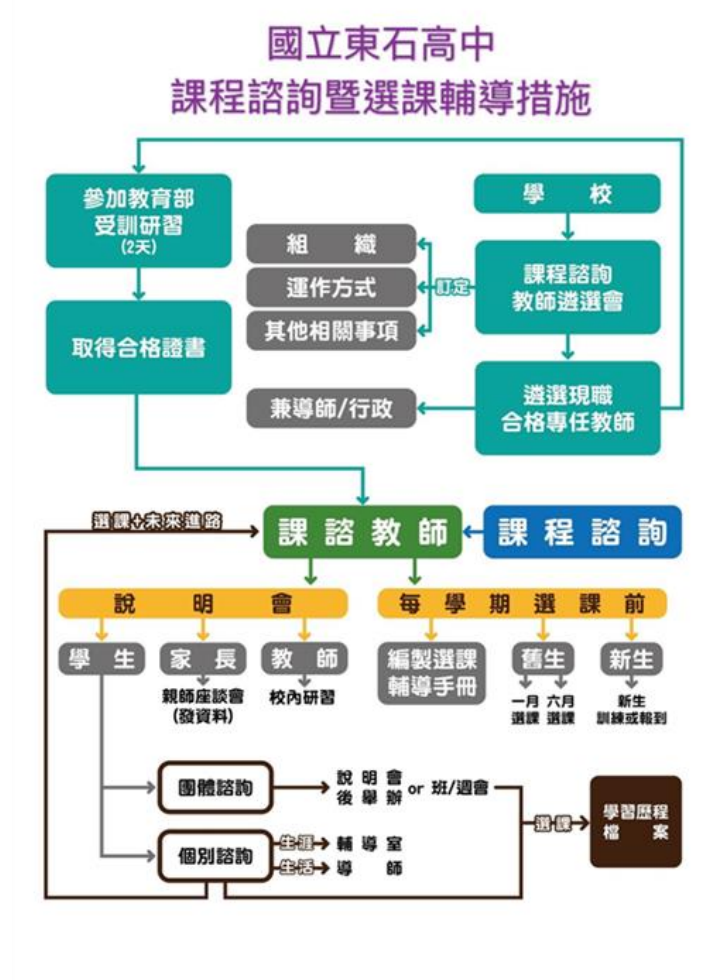 國立東石高中
課程諮詢暨選課輔導措施
參加教育部
受訓研習
(2天)
取得合格證書
學校
課程諮詢
教師遴選會
訂定
組織
運作方式
其他相關事項
遴選現職
合格專任教師
兼導師/行政
選課+未來進路
課諮教師
課程諮詢
說明會
每學期選課前
學生
家長
教師
親師座談會
(發資料)
校內研習
編製選課
輔導手冊
舊生
新生
一月
選課
六月
選課
新生
訓練或報到
團體諮詢
說明會
後舉辦
or 班/週會
個別諮詢
生涯
輔導室
生活
導師
選課
學習歷程
檔案